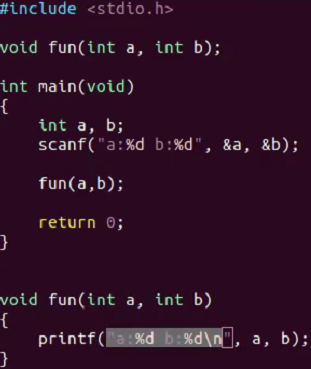 #include <stdio.h>
void fun(int a, int b);
int main(void)
{
    int a, b;
    scanf("a:%d b:%d", &a, &b);
    fun(a,b);
    return 0;
}
void fun(int a, int b)
{
    printf("a:%d b:%d\n", a, b);
}